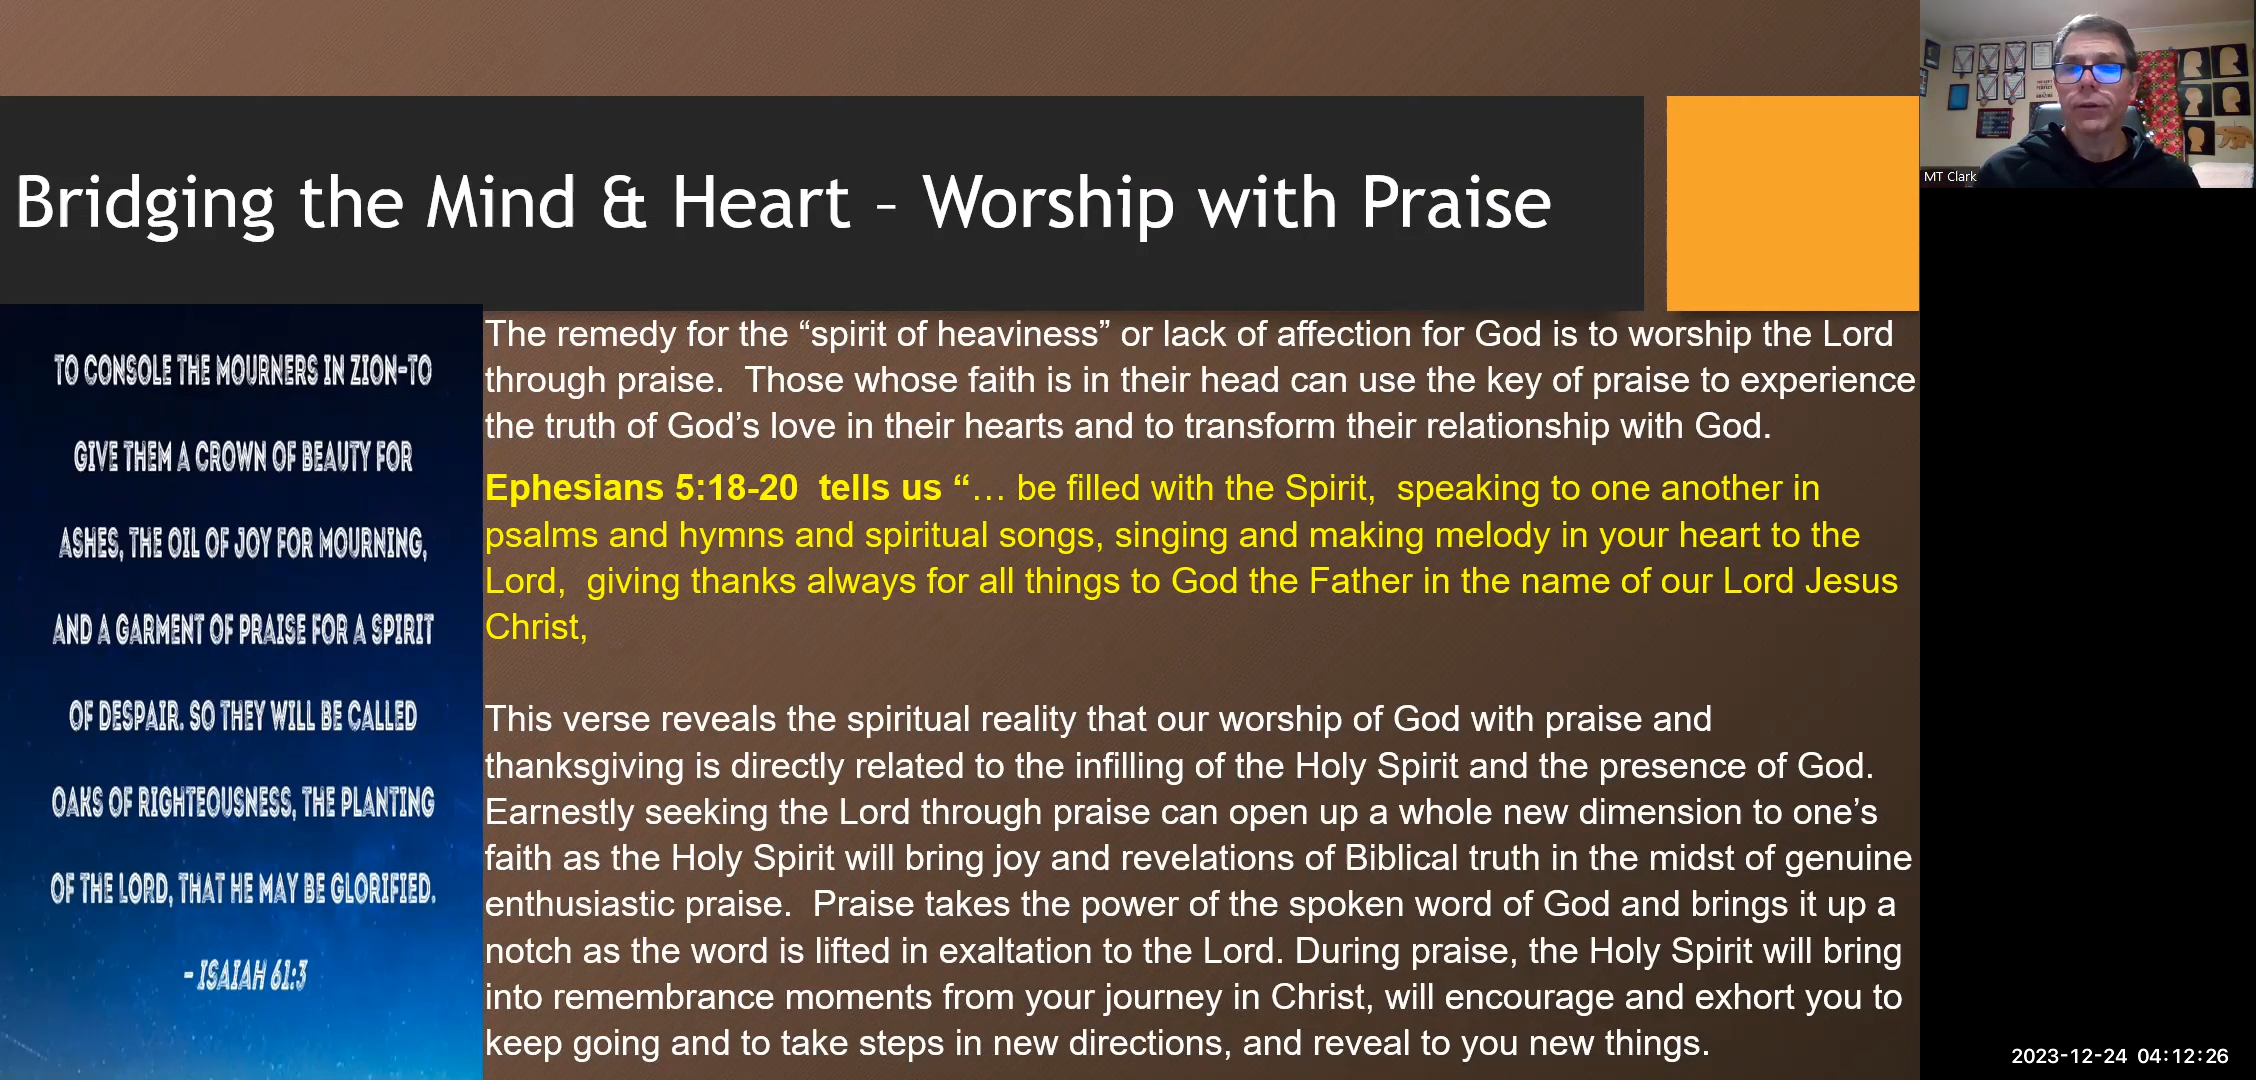 Bridging the Mind & Heart – Worship with Praise
TO CONSOLE THE MOURNERS IN ZION-TO
GIVE THEM A CROWN OF BEAUTY FOR
ASHES, THE OIL OF JOY FOR MOURNING,
AND A GARMENT OF PRAISE FOR A SPIRIT
OF DESPAIR. SO THEY WILL BE CALLED
OAKS OF RIGHTEOUSNESS, THE PLANTING
OF THE LORD, THAT HE MAY BE GLORIFIED.
- ISAIAH 61:3
The remedy for the “spirit of heaviness” or lack of affection for God is to worship the Lord
through praise.  Those whose faith is in their head can use the key of praise to experience
the truth of God’s love in their hearts and to transform their relationship with God.
Ephesians 5:18-20  tells us “… be filled with the Spirit,  speaking to one another in
psalms and hymns and spiritual songs, singing and making melody in your heart to the
Lord,  giving thanks always for all things to God the Father in the name of our Lord Jesus
Christ,
This verse reveals the spiritual reality that our worship of God with praise and
thanksgiving is directly related to the infilling of the Holy Spirit and the presence of God.
Earnestly seeking the Lord through praise can open up a whole new dimension to one’s
faith as the Holy Spirit will bring joy and revelations of Biblical truth in the midst of genuine
enthusiastic praise.  Praise takes the power of the spoken word of God and brings it up a
notch as the word is lifted in exaltation to the Lord. During praise, the Holy Spirit will bring
into remembrance moments from your journey in Christ, will encourage and exhort you to
keep going and to take steps in new directions, and reveal to you new things.
MT Clark
2023-12-24 04:12:26